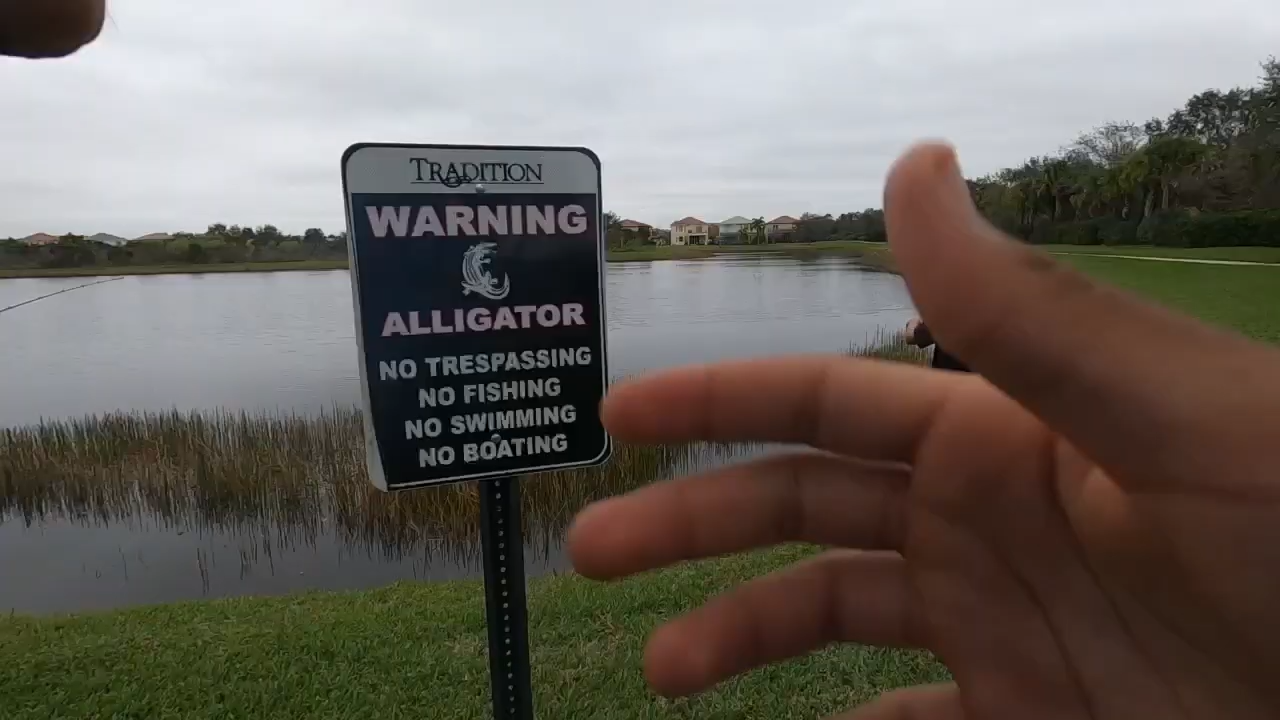 TRADITION
WARNING
ALLIGATOR
NO TRESPASSING
NO FISHING
NO SWIMMING
NO BOATING